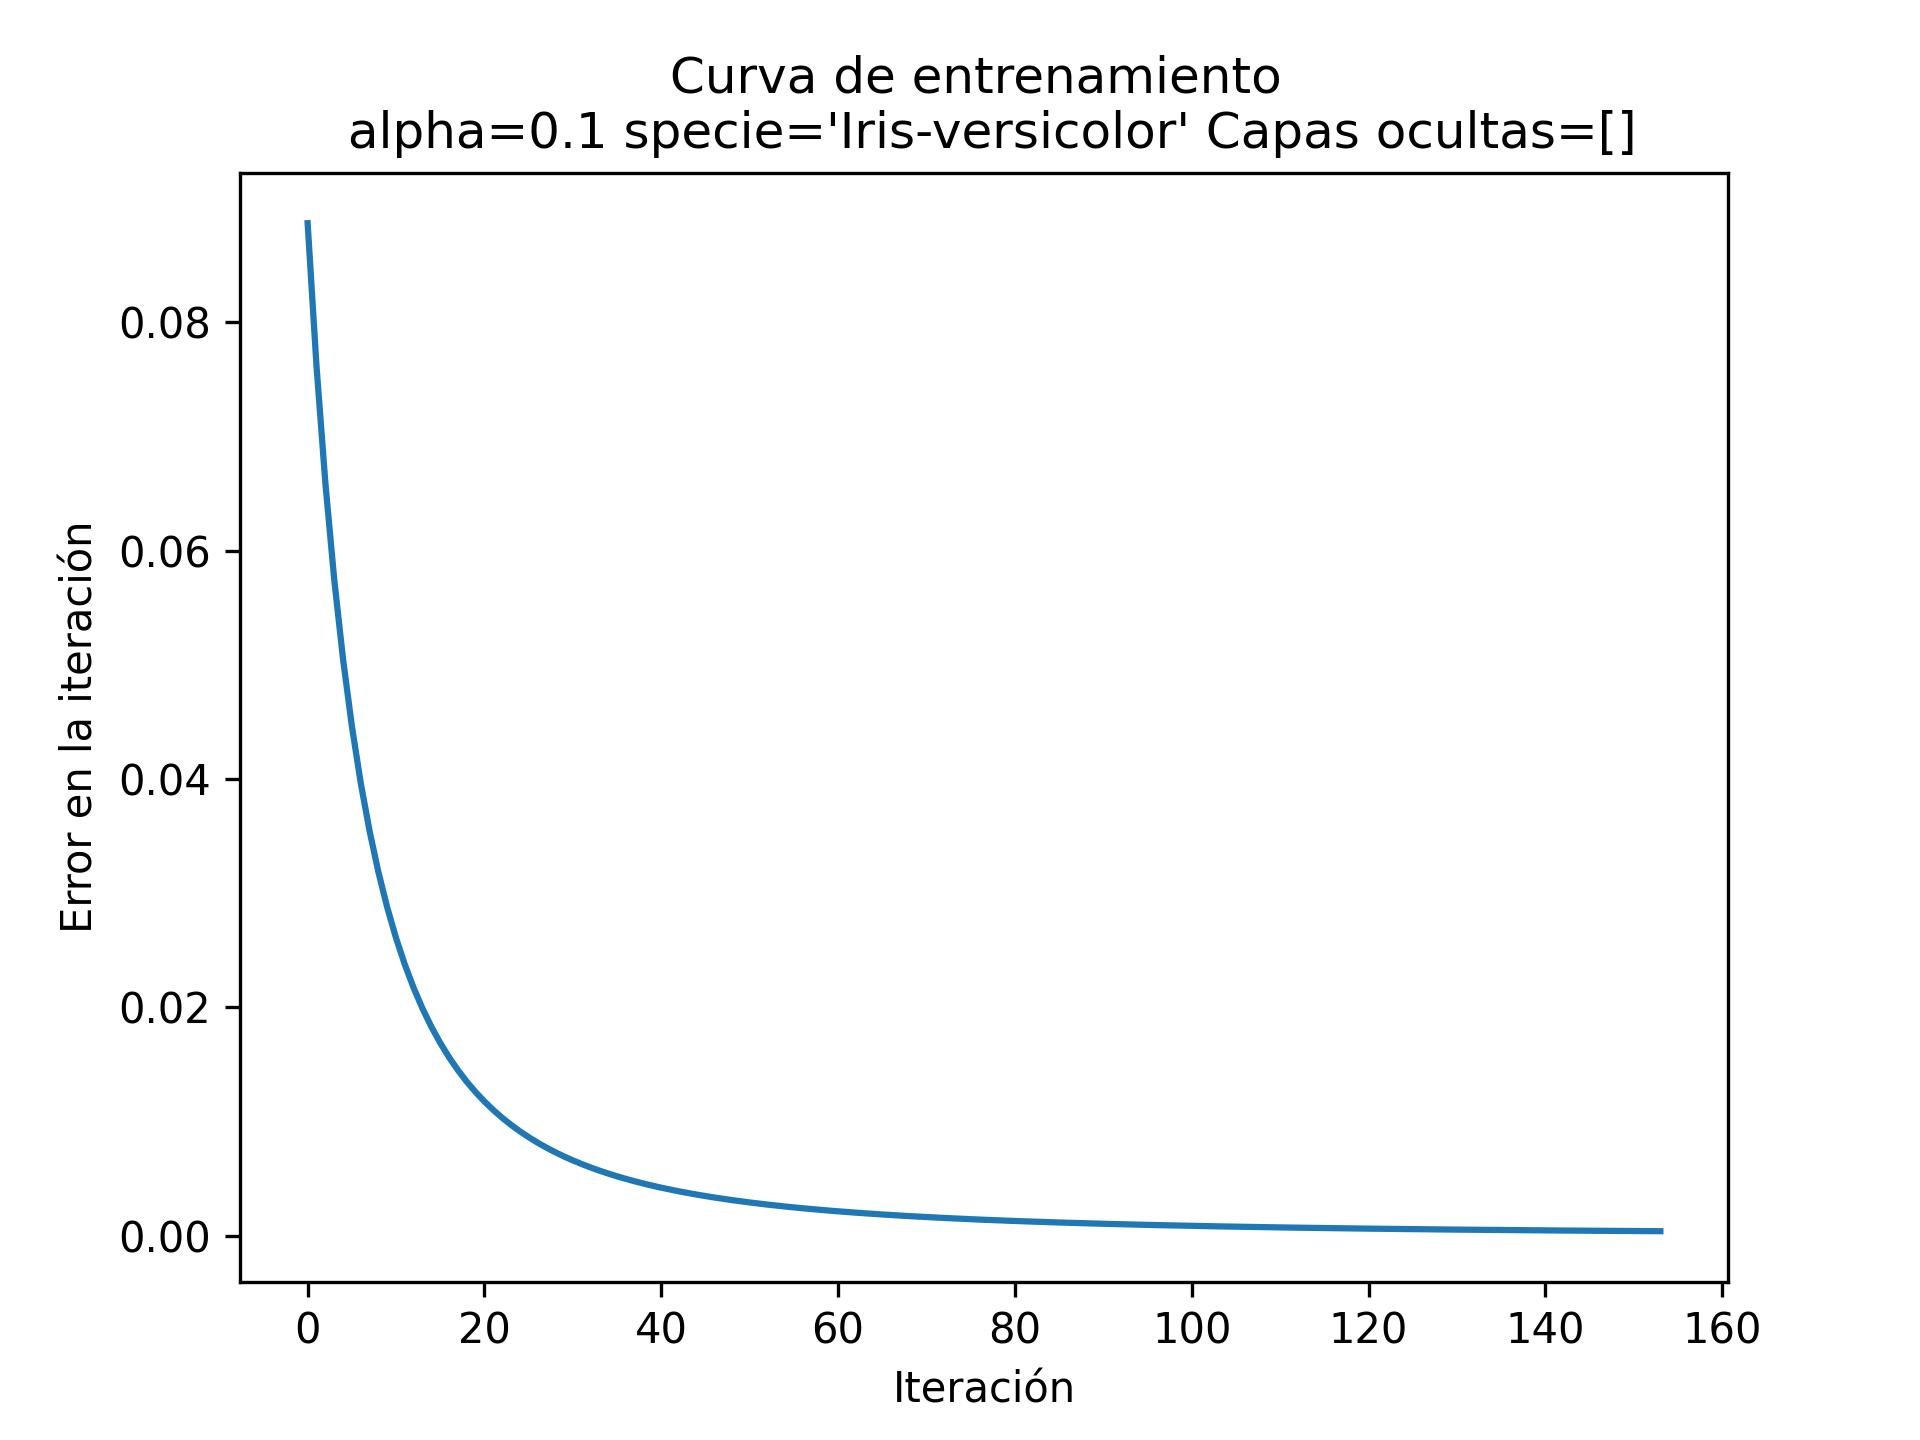 Curva de entrenamiento
alpha=0.1 specie='Iris-versicolor' Capas ocultas=[]
Error en la iteración
0.08
0.06
0.04
0.02
0.00
0 20 40 60 80 100 120 140 160
Iteración